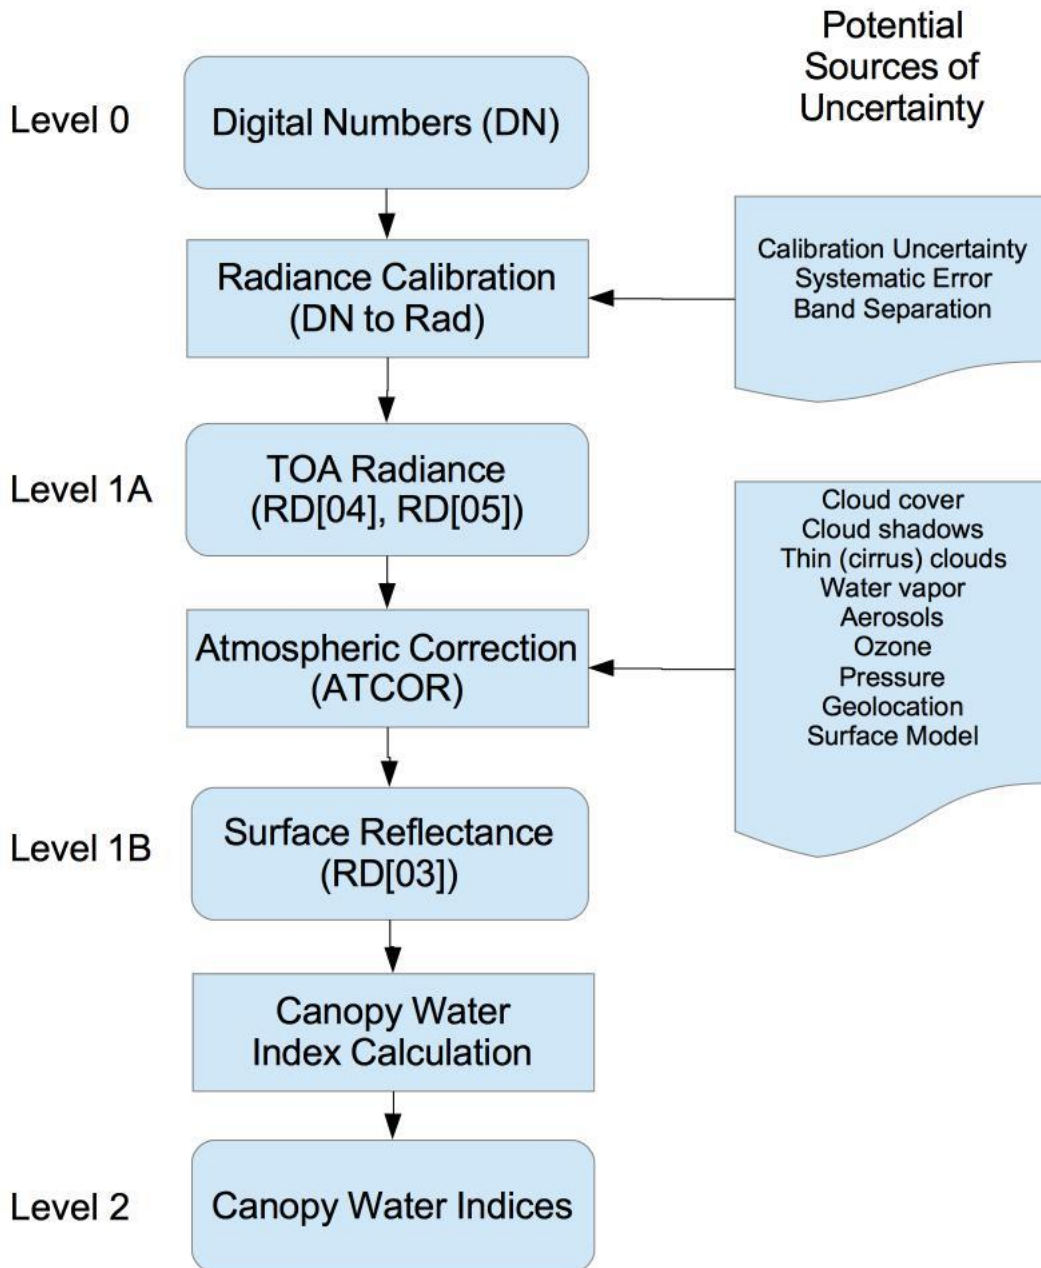 Potential
Sources of
Uncertainty
Level 0
Digital Numbers (DN)
Radiance Calibration
(DN to Rad)
Calibration Uncertainty
Systematic Error
Band Separation
Level 1A
TOA Radiance
(RD[04], RD[05])
Atmospheric Correction
(ATCOR)
Cloud cover
Cloud shadows
Thin (cirrus) clouds
Water vapor
Aerosols
Ozone
Pressure
Geolocation
Surface Model
Level 1B
Surface Reflectance
(RD[03])
Canopy Water
Index Calculation
Level 2
Canopy Water Indices